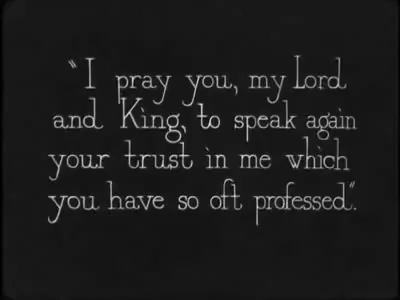 "I pray you, my Lord
and King, to speak again
your trust in me which
you have so oft professed".